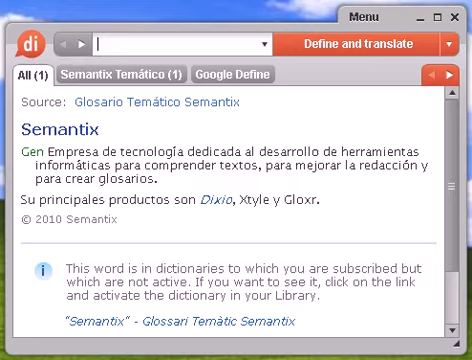 Menu
di
Define and translate
All (1) Semantix Temático (1) Google Define
Source: Glosario Temático Semantix
Semantix
Gen Empresa de tecnología dedicada al desarrollo de herramientas
informáticas para comprender textos, para mejorar la redacción y
para crear glosarios.
Su principales producto son Dixio, Xtyle y Gloxr.
© 2010 Semantix
i
This word is in dictionaries to which you are subscribed but
which are not active. If you want to see it, click on the link
and activate the dictionary in your Library.
"Semantix" - Glossari Temàtic Semantix